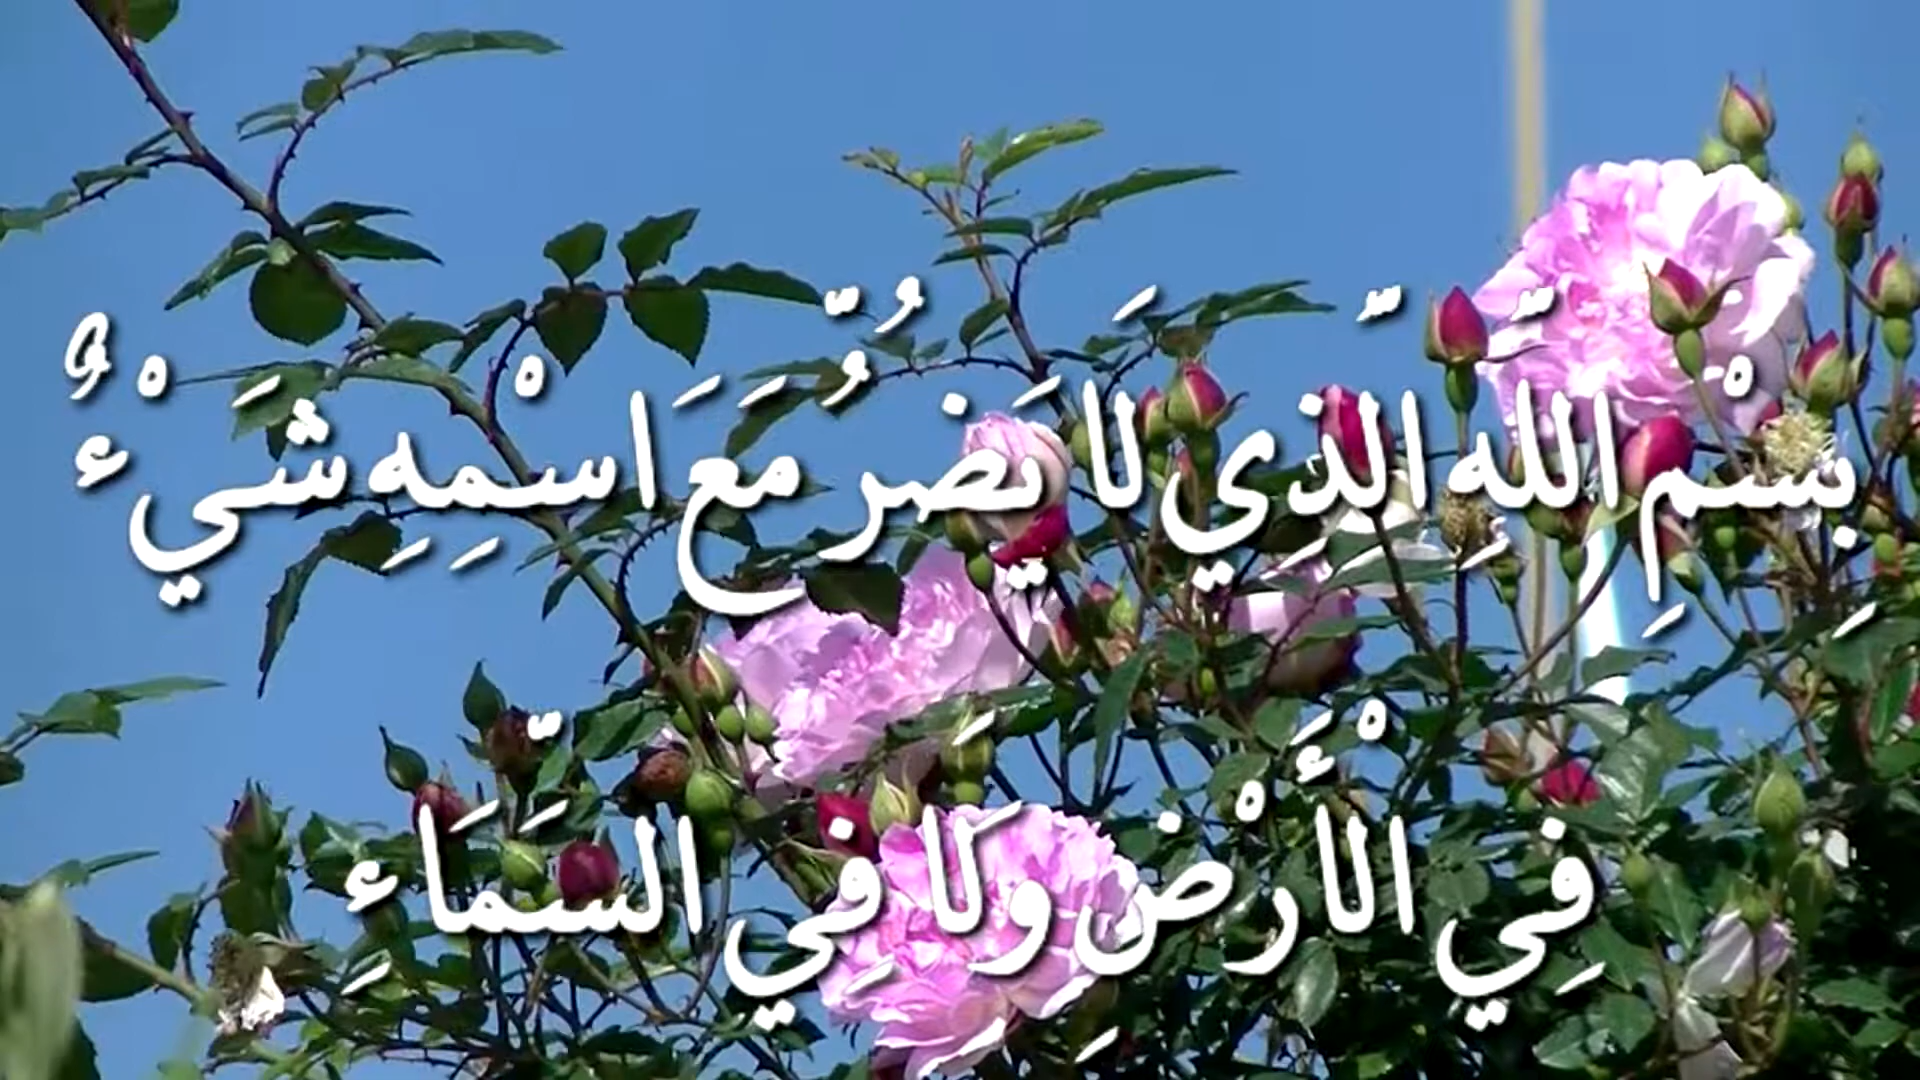 بِسْمِ اللَّهِ الَّذِي لَا يَضُرُّ مَعَ اسْمِهِ شَيْءٌ
فِي الْأَرْضِ وَلَا فِي السَّمَاءِ